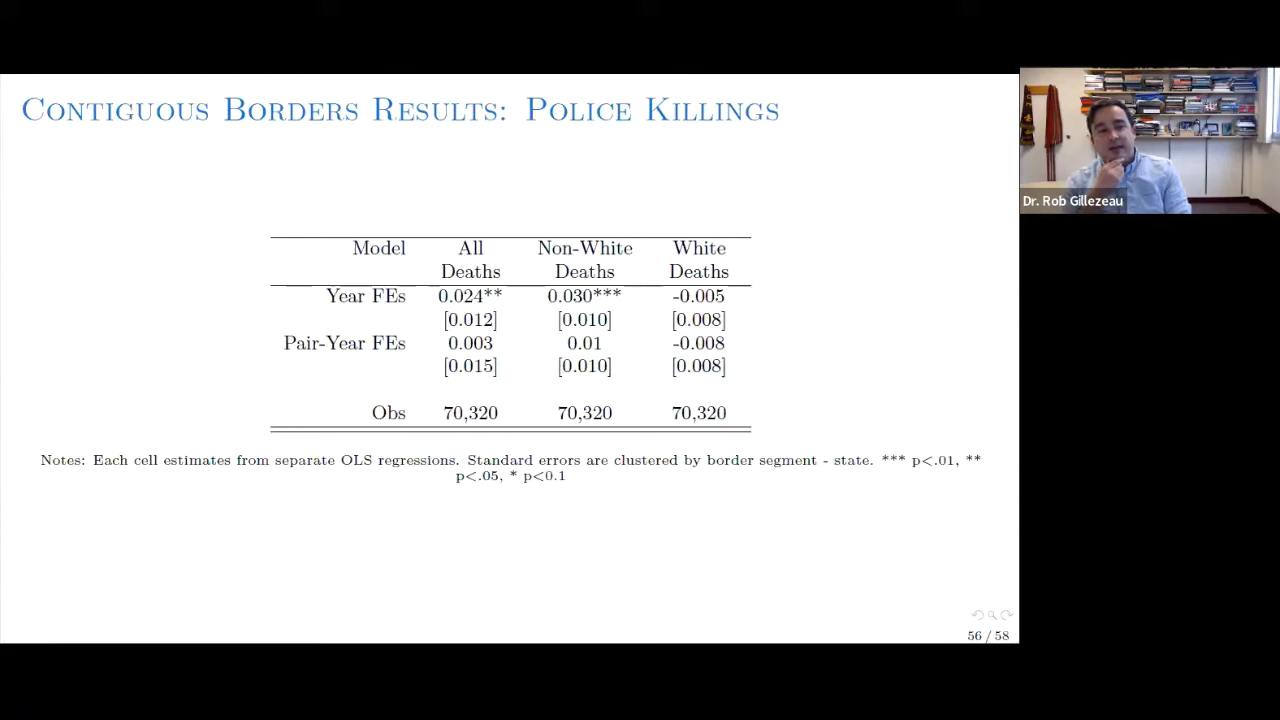 CONTIGUOUS BORDERS RESULTS: POLICE KILLINGS
Model All Non-White White
Deaths Deaths Deaths
Year FEs 0.024** 0.030*** -0.005
[0.012] [0.010] [0.008]
Pair-Year FEs 0.003 0.01 -0.008
[0.015] [0.010] [0.008]
Obs 70,320 70,320 70,320
Notes: Each cell estimates from separate OLS regressions. Standard errors are clustered by border segment - state. *** p<.01, **
p<.05, * p<0.1
56 / 58
Dr. Rob Gillezeau